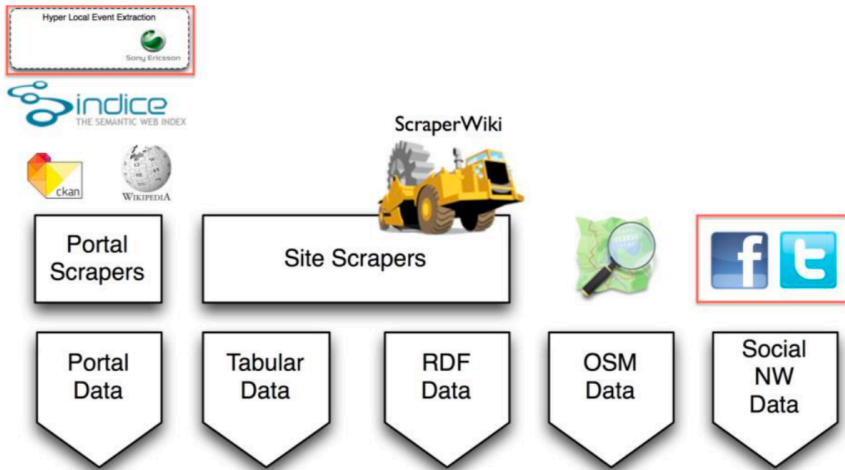 Hyper Local Event Extraction
Sony Ericsson
indice
THE SEMANTIC WEB INDEX
ScraperWiki
ckan
WIKIPEDIA
Portal
Scrapers
Site Scrapers
f
t
Portal
Data
Tabular
Data
RDF
Data
OSM
Data
Social
NW
Data